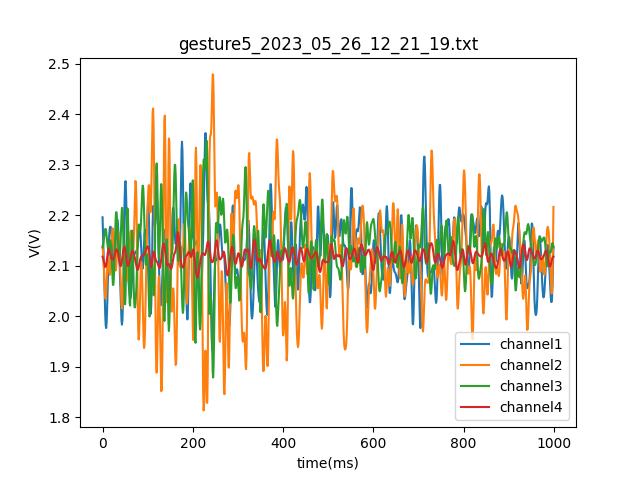 gesture5_2023_05_26_12_21_19.txt
2.5
2.4
2.3
2.2
2.1
2.0
1.9
1.8
V(V)
0
200
400
600
800
1000
time(ms)
channel1
channel2
channel3
channel4